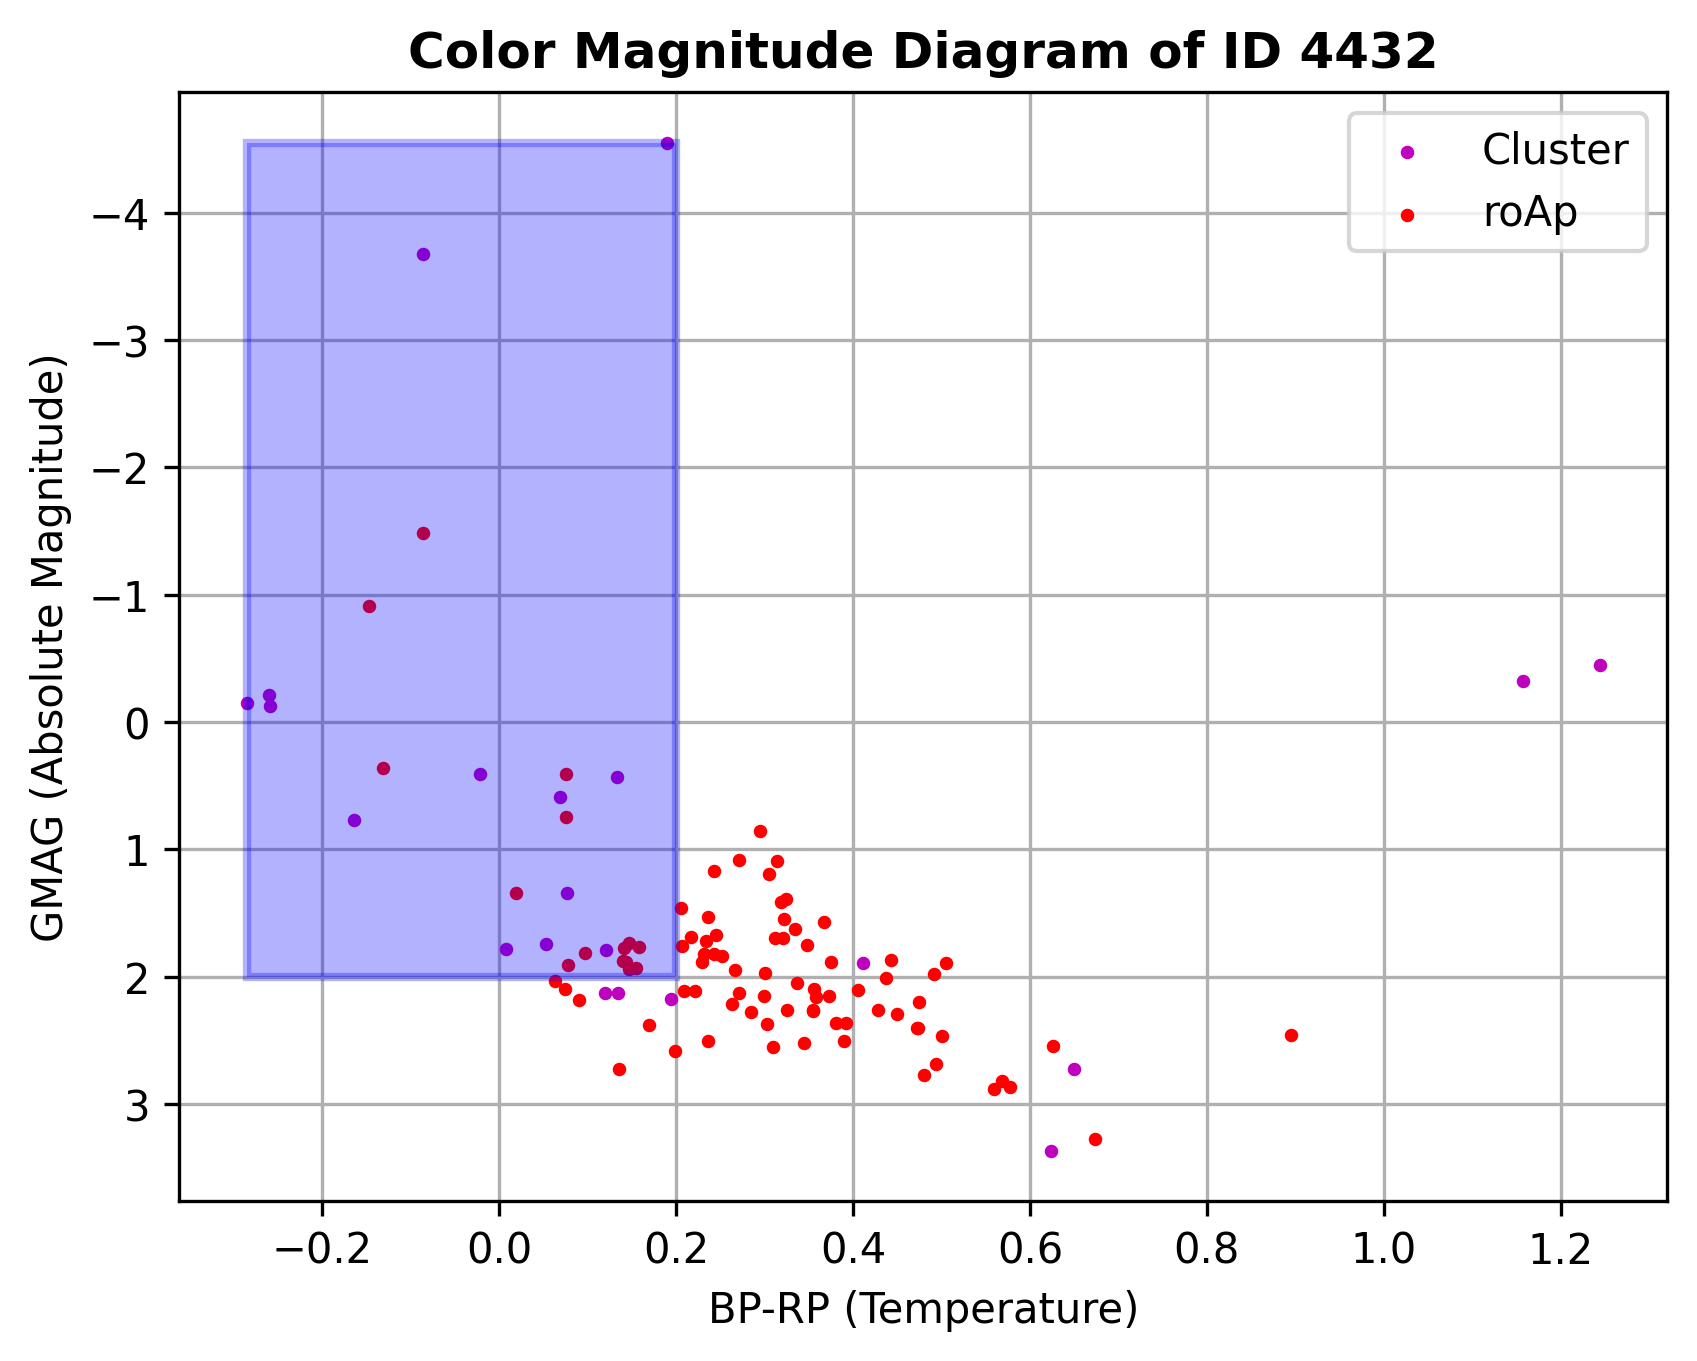 Color Magnitude Diagram of ID 4432
Cluster
roAp
−4
−3
−2
−1
0
1
2
3
GMAG (Absolute Magnitude)
−0.2 0.0 0.2 0.4 0.6 0.8 1.0 1.2
BP-RP (Temperature)